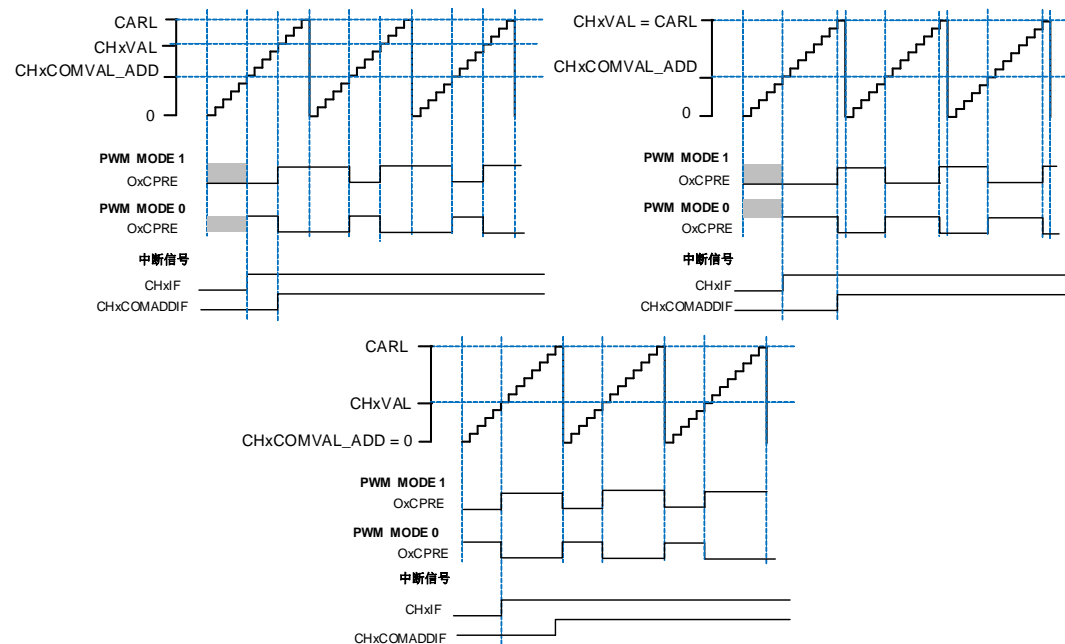 CARL
CHxVAL
CHxCOMVAL_ADD
0
PWM MODE 1
OxCPRE
PWM MODE 0
OxCPRE
中断信号
CHxIF
CHxCOMADDIF
CHxVAL = CARL
CHxCOMVAL_ADD
0
PWM MODE 1
OxCPRE
PWM MODE 0
OxCPRE
中断信号
CHxIF
CHxCOMADDIF
CARL
CHxVAL
CHxCOMVAL_ADD = 0
PWM MODE 1
OxCPRE
PWM MODE 0
OxCPRE
中断信号
CHxIF
CHxCOMADDIF